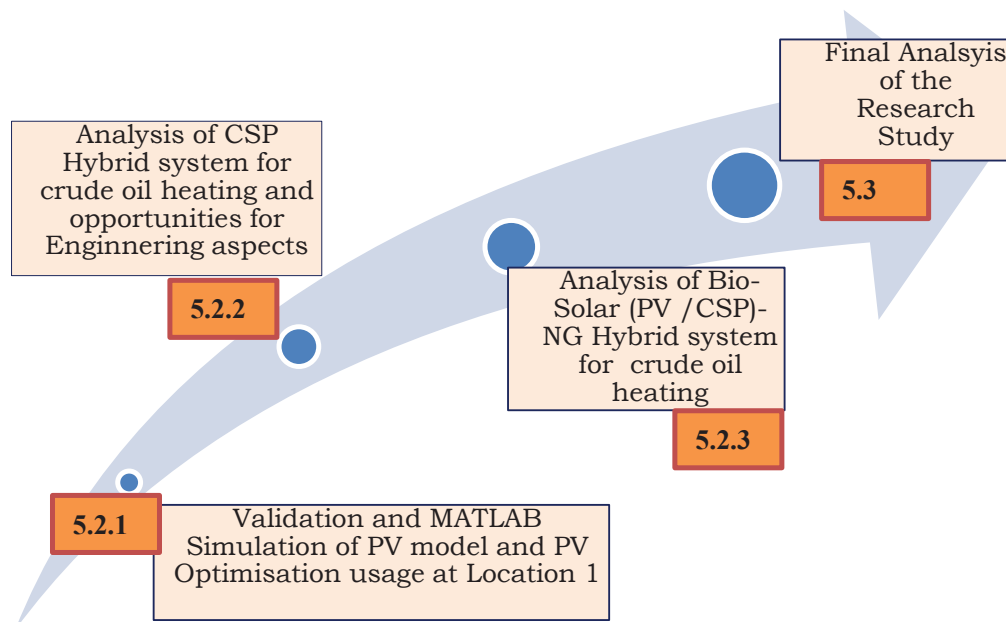 Final Analsyis
of the
Research
Study
5.3
Analysis of CSP
Hybrid system for
crude oil heating and
opportunities for
Enginnering aspects
5.2.2
Analysis of Bio-
Solar (PV /CSP)-
NG Hybrid system
for crude oil
heating
5.2.3
5.2.1
Validation and MATLAB
Simulation of PV model and PV
Optimisation usage at Location 1